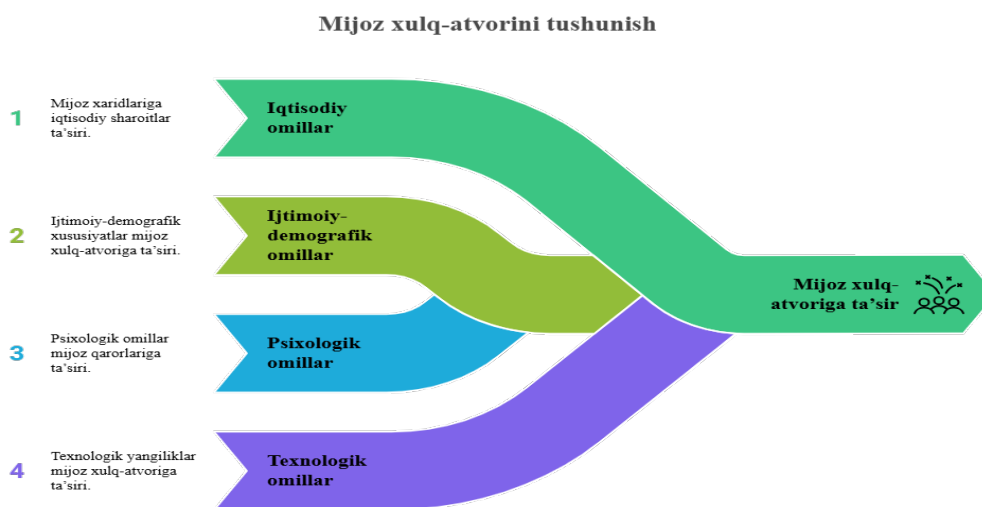 Mijoz xulq-atvorini tushunish
1
Mijoz xaridlariga
iqtisodiy sharoitlar
ta'siri.
Iqtisodiy
omillar
2
Ijtimoiy-demografik
xususiyatlar mijoz
xulq-atvoriga ta'siri.
Ijtimoiy-
demografik
omillar
Mijoz xulq-
atvoriga ta'sir
3
Psixologik omillar
mijoz qarorlariga
ta'siri.
Psixologik
omillar
4
Texnologik yangiliklar
mijoz xulq-atvoriga
ta'siri.
Texnologik
omillar